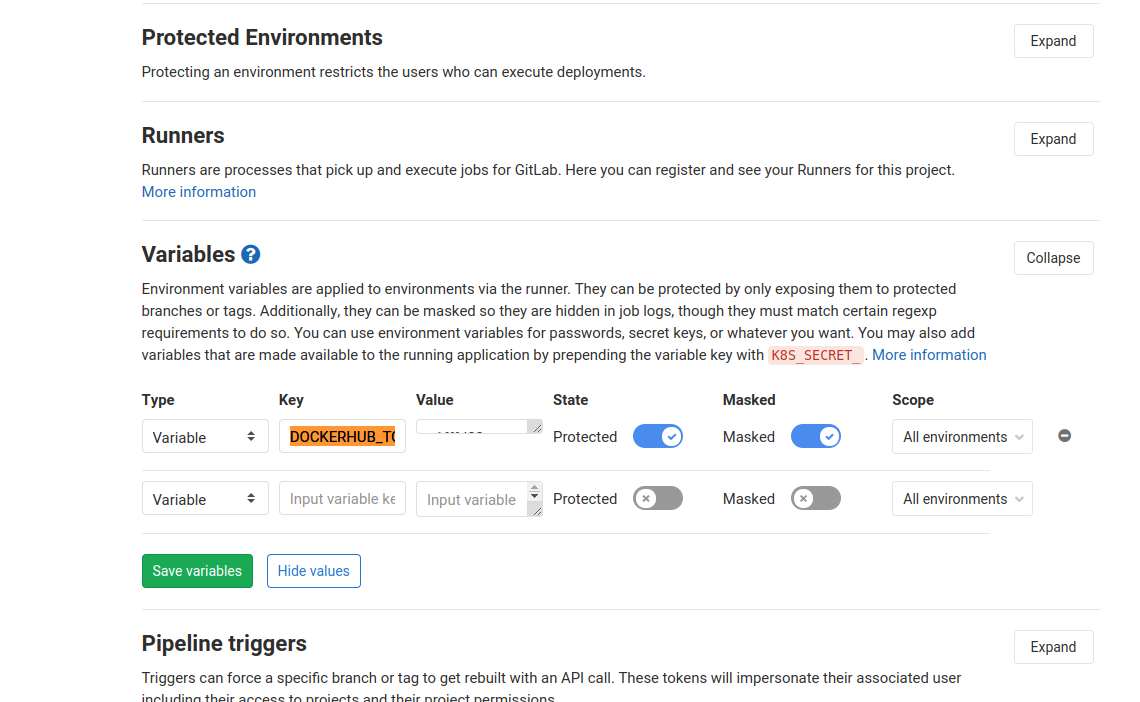 Protected Environments
Expand
Protecting an environment restricts the users who can execute deployments.
Runners
Expand
Runners are processes that pick up and execute jobs for GitLab. Here you can register and see your Runners for this project.
More information
Variables ?
Collapse
Environment variables are applied to environments via the runner. They can be protected by only exposing them to protected
branches or tags. Additionally, they can be masked so they are hidden in job logs, though they must match certain regexp
requirements to do so. You can use environment variables for passwords, secret keys, or whatever you want. You may also add
variables that are made available to the running application by prepending the variable key with K8S_SECRET_. More information
Type Key Value State Masked Scope
Variable DOCKERHUB_TO Protected Masked All environments
Variable Input variable ke Input variable Protected Masked All environments
Save variables Hide values
Pipeline triggers
Expand
Triggers can force a specific branch or tag to get rebuilt with an API call. These tokens will impersonate their associated user
including their access to projects and their project permissions.